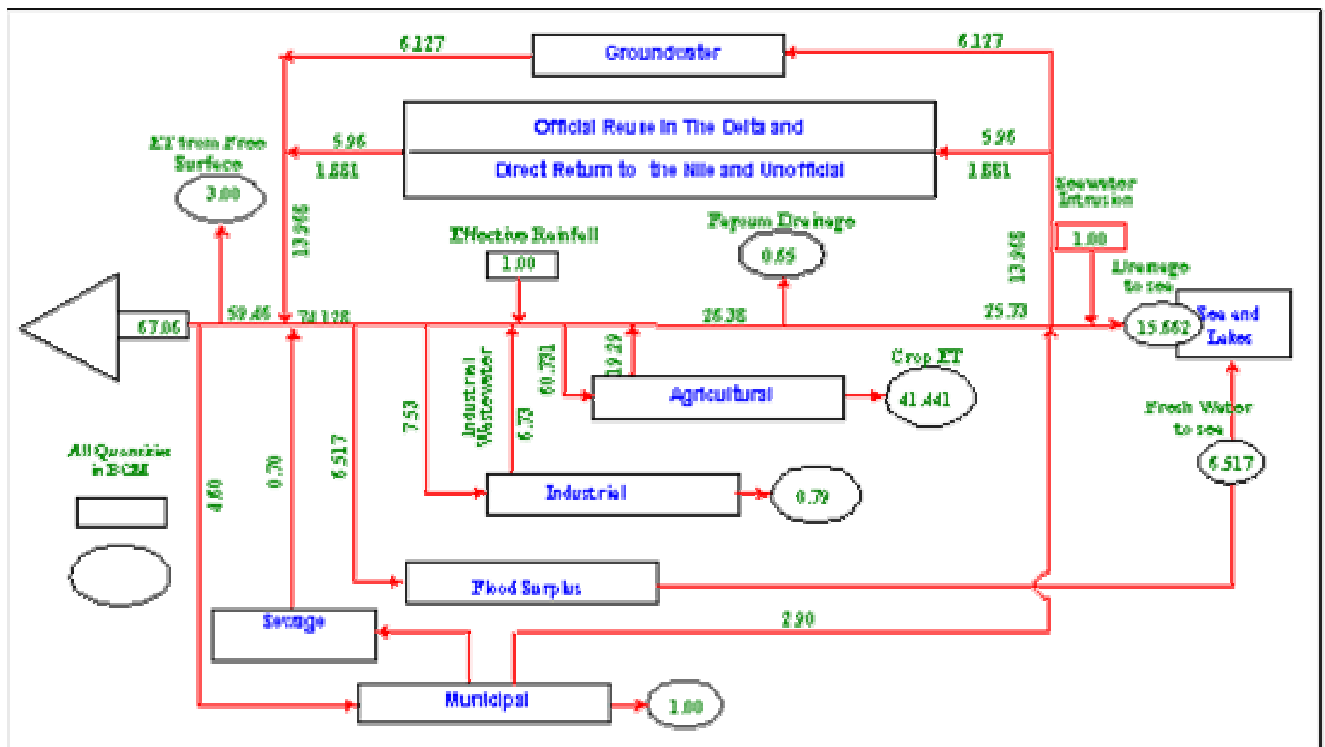 6.127
Groundwater
6.127
Official Reuse In The Delta and
5.96
5.96
ET from Free
Surface
Direct Return to the Nile and Unofficial
1.881
1.881
3.00
Seawater
Intrusion
13.968
Effective Rainfall
Fayoum Drainage
13.968
1.00
1.00
0.65
Drainage
to sea
67.06
59.46
74.128
26.38
25.73
15.662
Sea and
Lakes
Crop ET
60.731
19.29
Agricultural
41.441
Industrial
Wastewater
6.73
7.53
6.517
0.70
4.60
Fresh Water
to sea
6.517
All Quantities
in BCM
Industrial
0.79
Flood Surplus
Sewage
2.90
Municipal
1.00